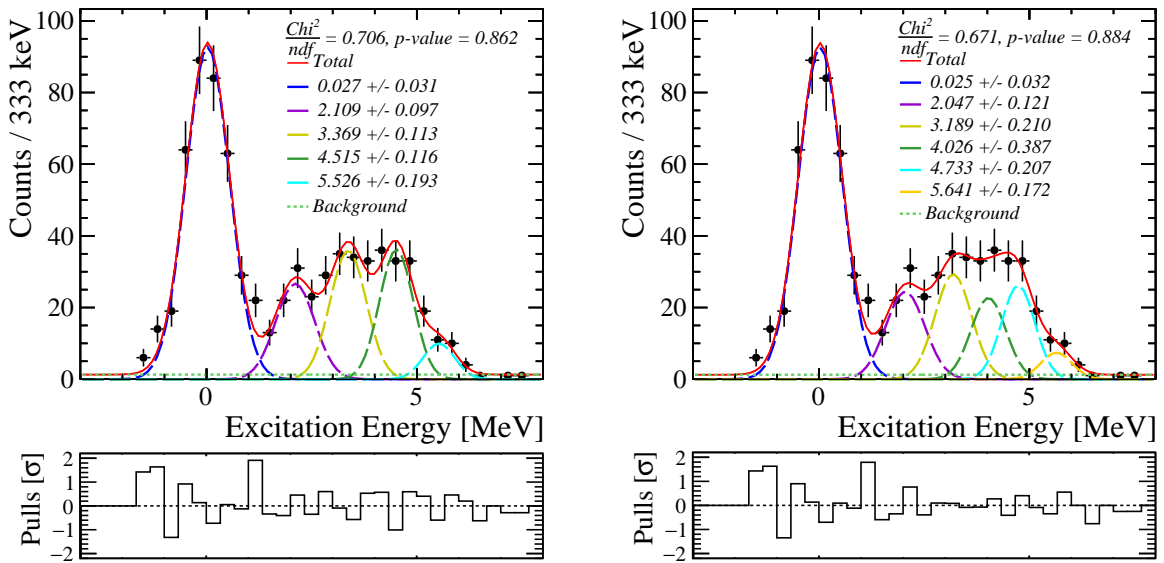 Counts / 333 keV
100
80
60
40
20
0
Chi²/ndf = 0.706, p-value = 0.862
Total
0.027 +/- 0.031
2.109 +/- 0.097
3.369 +/- 0.113
4.515 +/- 0.116
5.526 +/- 0.193
Background
0 5
Excitation Energy [MeV]
Pulls [σ]
2
1
0
−1
−2
Counts / 333 keV
100
80
60
40
20
0
Chi²/ndf = 0.671, p-value = 0.884
Total
0.025 +/- 0.032
2.047 +/- 0.121
3.189 +/- 0.210
4.026 +/- 0.387
4.733 +/- 0.207
5.641 +/- 0.172
Background
0 5
Excitation Energy [MeV]
Pulls [σ]
2
1
0
−1
−2